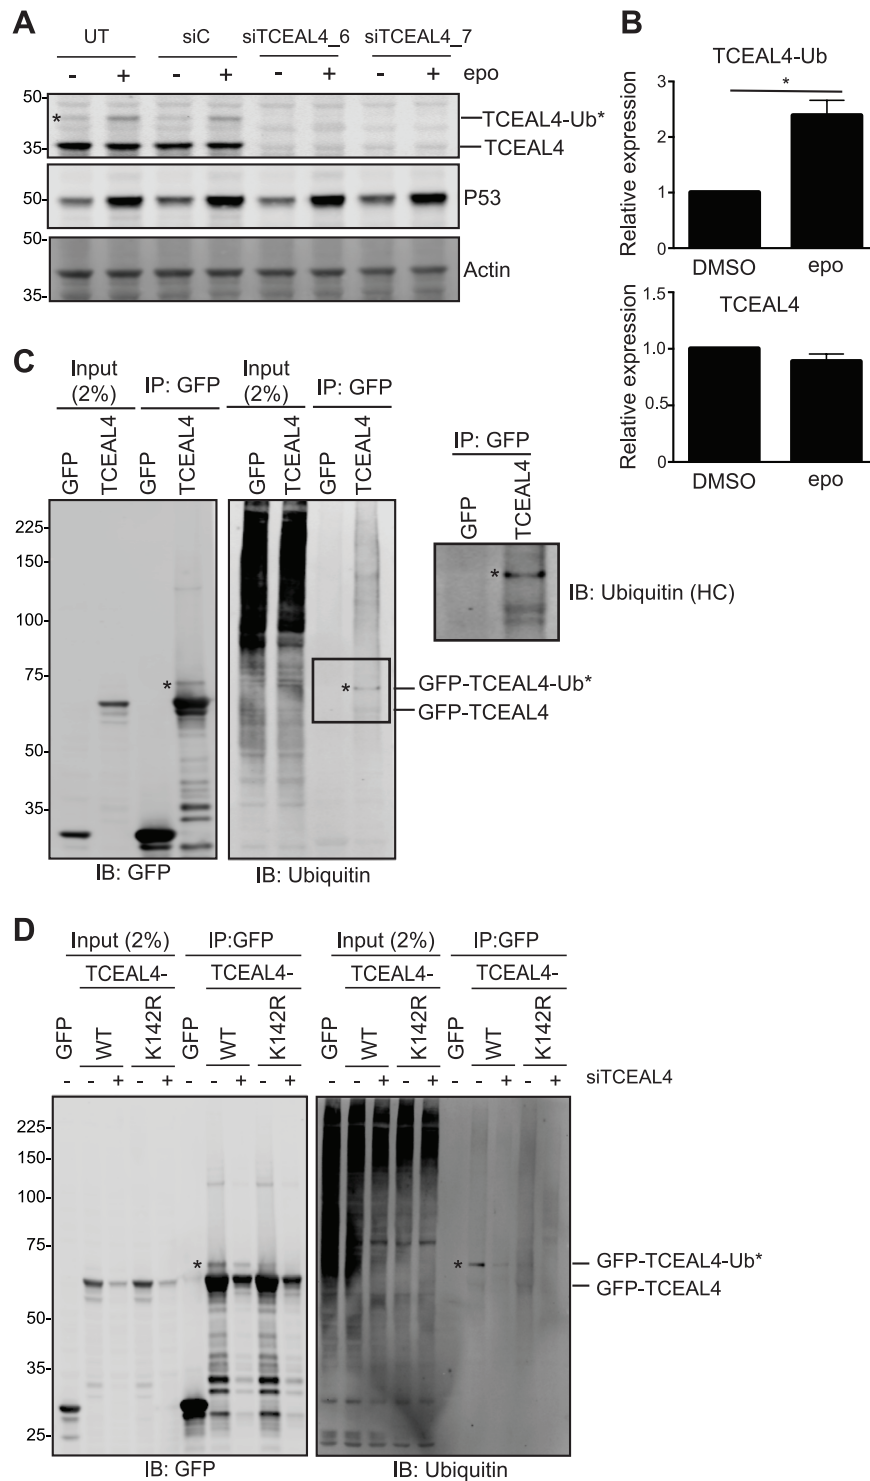 A
UT siC siTCEAL4_6 siTCEAL4_7
- + - + - + - + epo
50-
* TCEAL4-Ub*
35- TCEAL4
50- P53
50-
Actin
35-
B
TCEAL4-Ub
*
Relative expression
3
2
1
0
DMSO epo
TCEAL4
Relative expression
1.5
1.0
0.5
0
DMSO epo
C
Input (2%) IP: GFP Input (2%) IP: GFP
GFP TCEAL4 GFP TCEAL4 GFP TCEAL4 GFP TCEAL4
225-
150-
100-
75-
50-
35-
* * GFP-TCEAL4-Ub*
GFP-TCEAL4
IB: GFP IB: Ubiquitin
IP: GFP
GFP TCEAL4
* IB: Ubiquitin (HC)
D
Input (2%) IP:GFP Input (2%) IP:GFP
TCEAL4- TCEAL4- TCEAL4- TCEAL4-
GFP WT K142R GFP WT K142R GFP WT K142R GFP WT K142R
- - + - + - - + - + - - + - + - - + - + siTCEAL4
225-
150-
100-
75-
* * GFP-TCEAL4-Ub*
GFP-TCEAL4
50-
35-
25-
IB: GFP IB: Ubiquitin